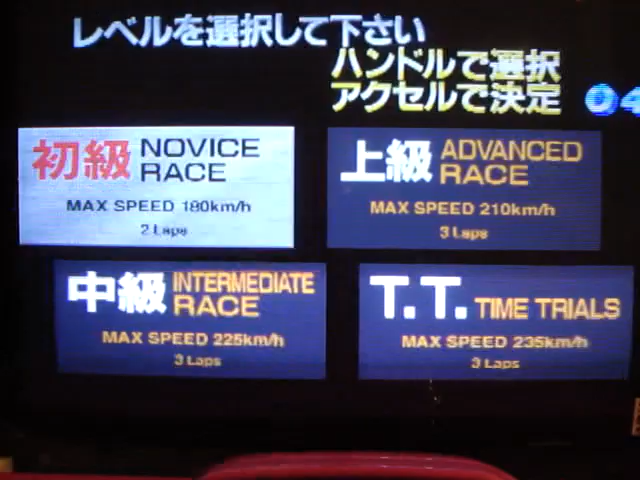 レベルを選択して下さい
ハンドルで選択
アクセルで決定
04
初級 NOVICE RACE
MAX SPEED 180km/h
2 Laps
上級 ADVANCED RACE
MAX SPEED 210km/h
3 Laps
中級 INTERMEDIATE RACE
MAX SPEED 225km/h
3 Laps
T.T. TIME TRIALS
MAX SPEED 235km/h
3 Laps